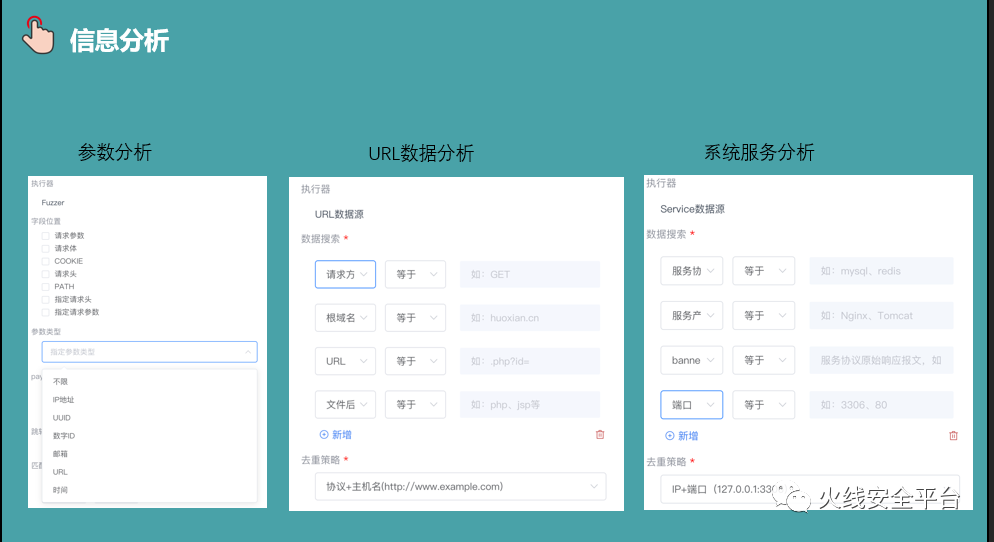 信息分析
参数分析
URL数据分析
系统服务分析
执行器
Fuzzer
字段位置
请求参数
请求体
COOKIE
请求头
PATH
指定请求头
指定请求参数
参数类型
指定参数类型
pay
不限
IP地址
UUID
数字ID
邮箱
URL
时间
执行器
URL数据源
数据搜索 *
请求方 等于 如：GET
根域名 等于 如：huoxian.cn
URL 等于 如：.php?Id=
文件后 等于 如：php、jsp等
新增
去重策略 *
协议+主机名(http://www.example.com)
执行器
Service数据源
数据搜索 *
服务协 等于 如：mysql、redis
服务产 等于 如：Nginx、Tomcat
banne 等于 服务协议原始响应报文，如
端口 等于 如：3306、80
新增
去重策略 *
IP+端口（127.0.0.1:33
火线安全平台